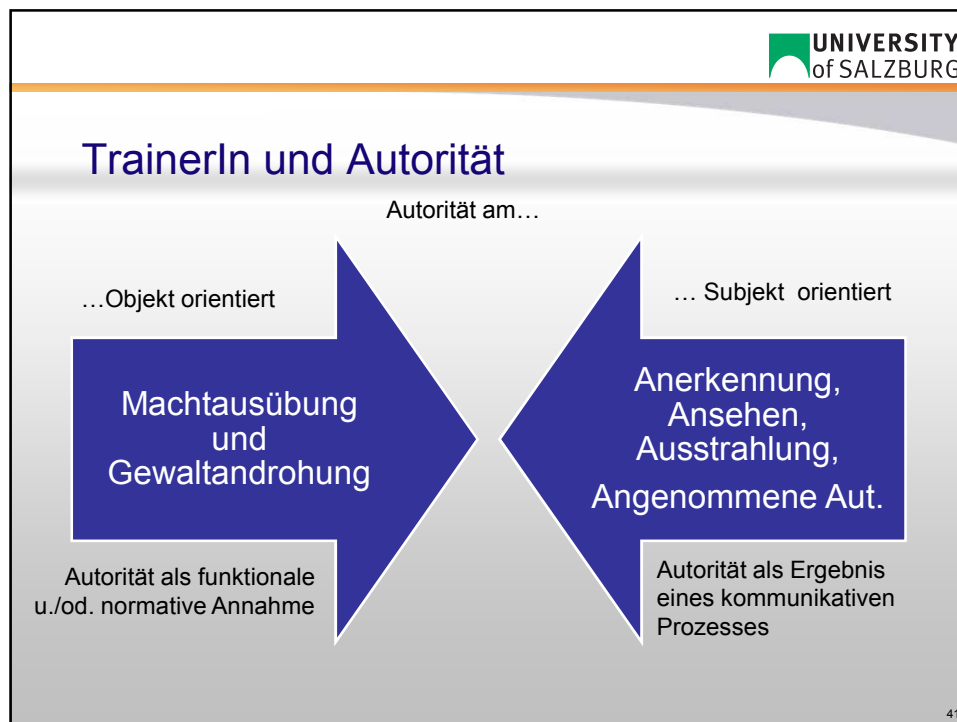 UNIVERSITY
of SALZBURG
TrainerIn und Autorität
Autorität am…
…Objekt orientiert
Machtausübung
und
Gewaltandrohung
Autorität als funktionale
u./od. normative Annahme
… Subjekt orientiert
Anerkennung,
Ansehen,
Ausstrahlung,
Angenommene Aut.
Autorität als Ergebnis
eines kommunikativen
Prozesses
41